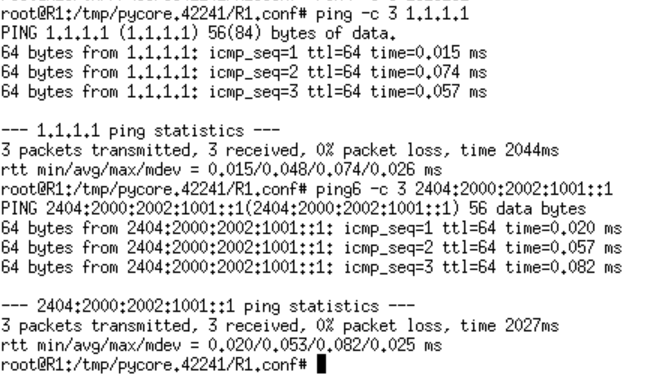 root@R1:/tmp/pycore.42241/R1.conf# ping -c 3 1.1.1.1
PING 1.1.1.1 (1.1.1.1) 56(84) bytes of data.
64 bytes from 1.1.1.1: icmp_seq=1 ttl=64 time=0.015 ms
64 bytes from 1.1.1.1: icmp_seq=2 ttl=64 time=0.074 ms
64 bytes from 1.1.1.1: icmp_seq=3 ttl=64 time=0.057 ms

--- 1.1.1.1 ping statistics ---
3 packets transmitted, 3 received, 0% packet loss, time 2044ms
rtt min/avg/max/mdev = 0.015/0.048/0.074/0.026 ms
root@R1:/tmp/pycore.42241/R1.conf# ping6 -c 3 2404:2000:2002:1001::1
PING 2404:2000:2002:1001::1(2404:2000:2002:1001::1) 56 data bytes
64 bytes from 2404:2000:2002:1001::1: icmp_seq=1 ttl=64 time=0.020 ms
64 bytes from 2404:2000:2002:1001::1: icmp_seq=2 ttl=64 time=0.057 ms
64 bytes from 2404:2000:2002:1001::1: icmp_seq=3 ttl=64 time=0.082 ms

--- 2404:2000:2002:1001::1 ping statistics ---
3 packets transmitted, 3 received, 0% packet loss, time 2027ms
rtt min/avg/max/mdev = 0.020/0.053/0.082/0.025 ms
root@R1:/tmp/pycore.42241/R1.conf#